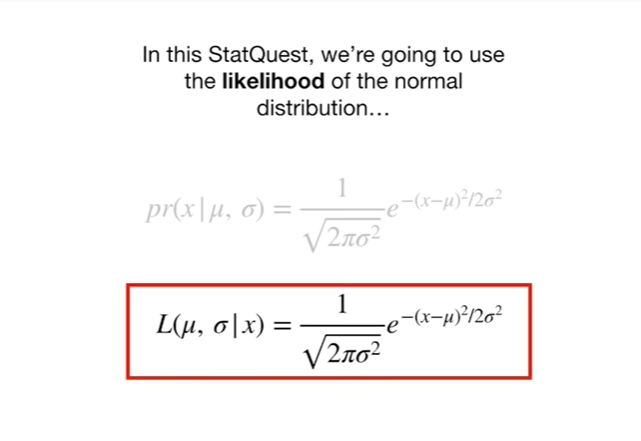 In this StatQuest, we're going to use
the likelihood of the normal
distribution…
pr(x|μ, σ) = 1/√(2πσ²) e^−(x−μ)²/2σ²
L(μ, σ|x) = 1/√(2πσ²) e^−(x−μ)²/2σ²